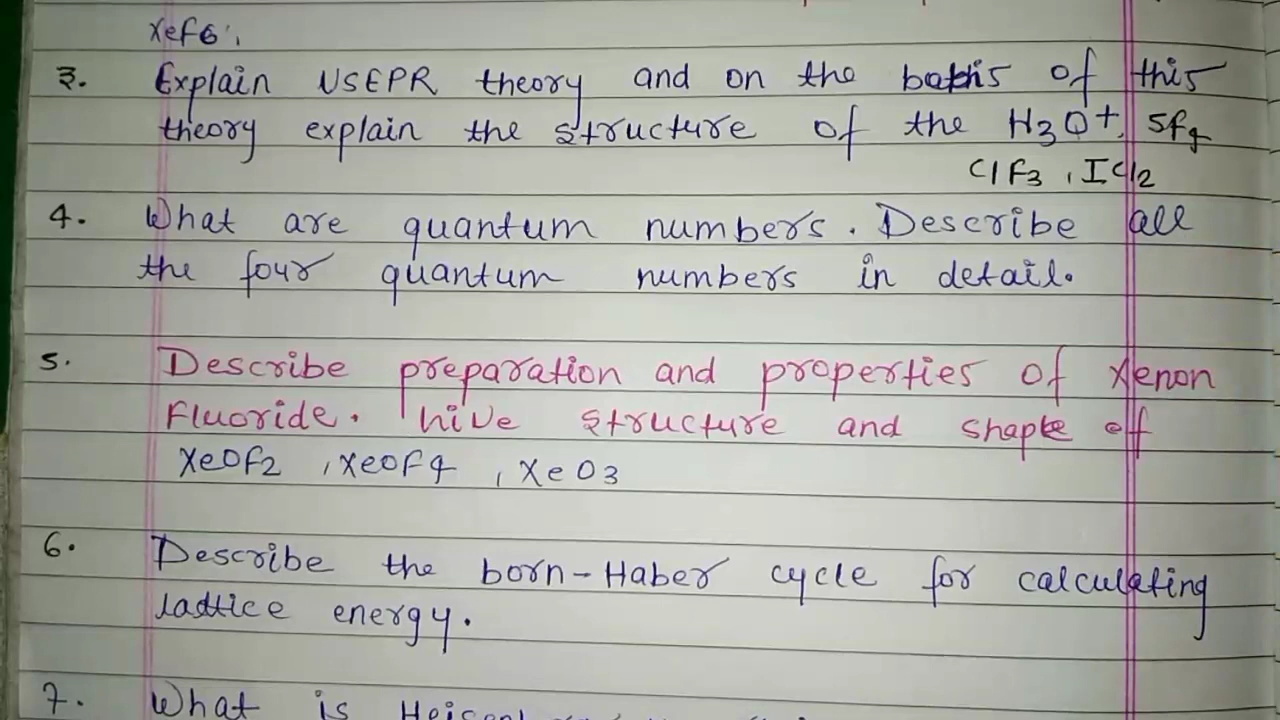 XeF6,
3. Explain VSEPR theory and on the basis of this
theory explain the structure of the H3O+, SF4
ClF3, ICl2
4. What are quantum numbers. Describe all
the four quantum numbers in detail.
5. Describe preparation and properties of Xenon
Fluoride. hive structure and shape of
XeOF2, XeOF4, XeO3
6. Describe the born-Haber cycle for calculating
lattice energy.
7. What is